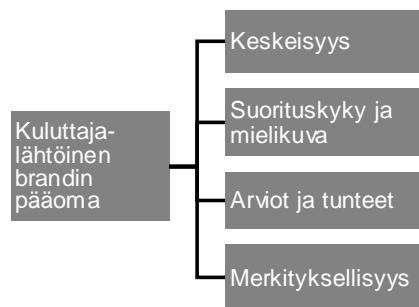 Kuluttaja-
lähtöinen
brandin
pääoma
Keskeisyys
Suorituskyky ja
mielikuva
Arviot ja tunteet
Merkityksellisyys